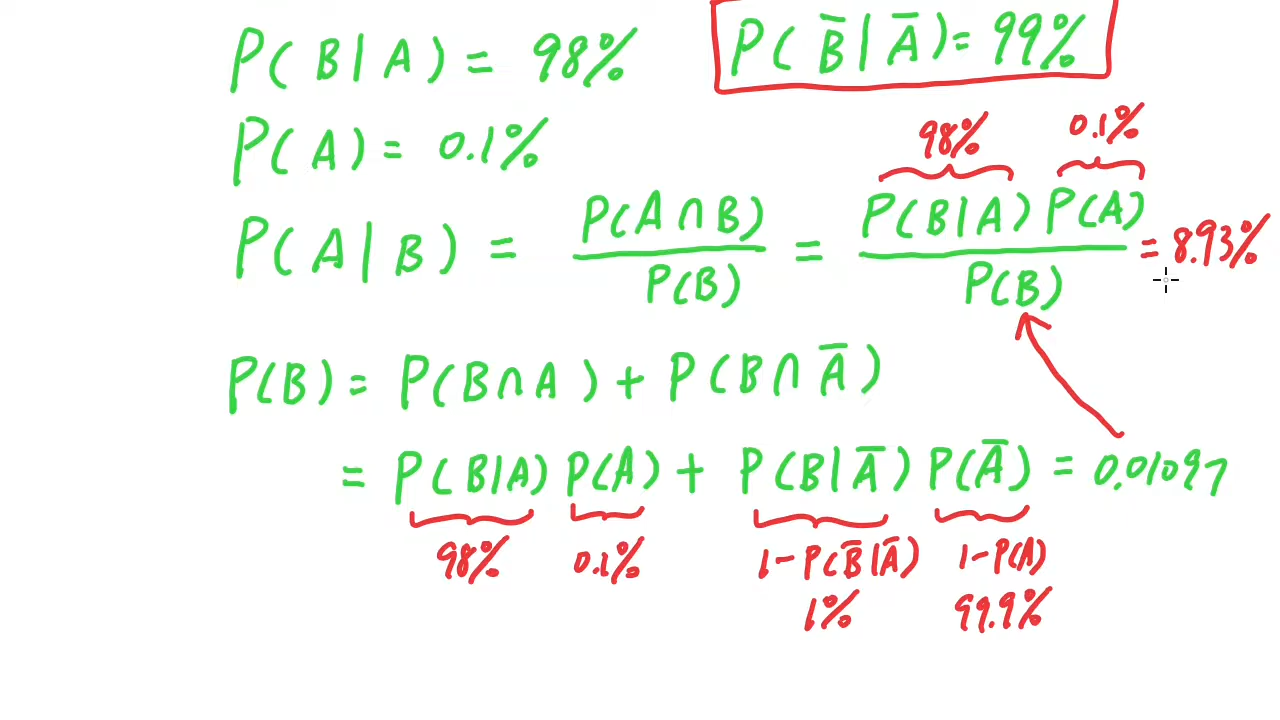 P(B|A) = 98% P(B̅|A̅) = 99%
P(A) = 0.1% 98% 0.1%
P(A|B) = P(A∩B)/P(B) = P(B|A)P(A)/P(B) = 8.93%
P(B) = P(B∩A) + P(B∩A̅)
= P(B|A)P(A) + P(B|A̅)P(A̅) = 0.01097
98% 0.1% 1-P(B̅|A̅) 1-P(A)
1% 99.9%